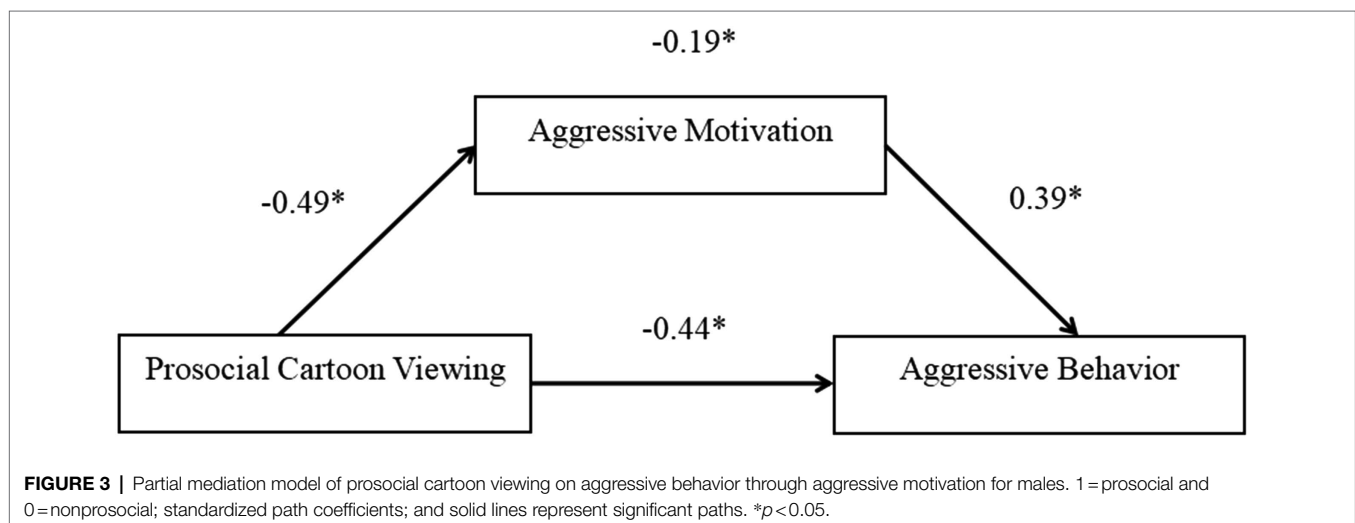 -0.19*
Aggressive Motivation
-0.49*
0.39*
-0.44*
Prosocial Cartoon Viewing
Aggressive Behavior
FIGURE 3 | Partial mediation model of prosocial cartoon viewing on aggressive behavior through aggressive motivation for males. 1 = prosocial and
0 = nonprosocial; standardized path coefficients; and solid lines represent significant paths. *p < 0.05.